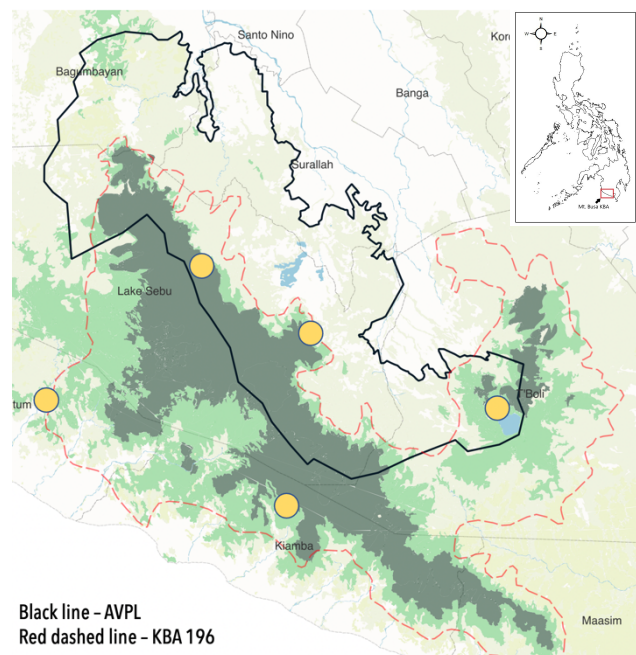 Santo Nino
Koro
Bagumbayan
Banga
Surallah
N
W
E
S
Mt. Busa KBA
Lake Sebu
tum
T'Boli
Kiamba
Maasim
Black line – AVPL
Red dashed line – KBA 196